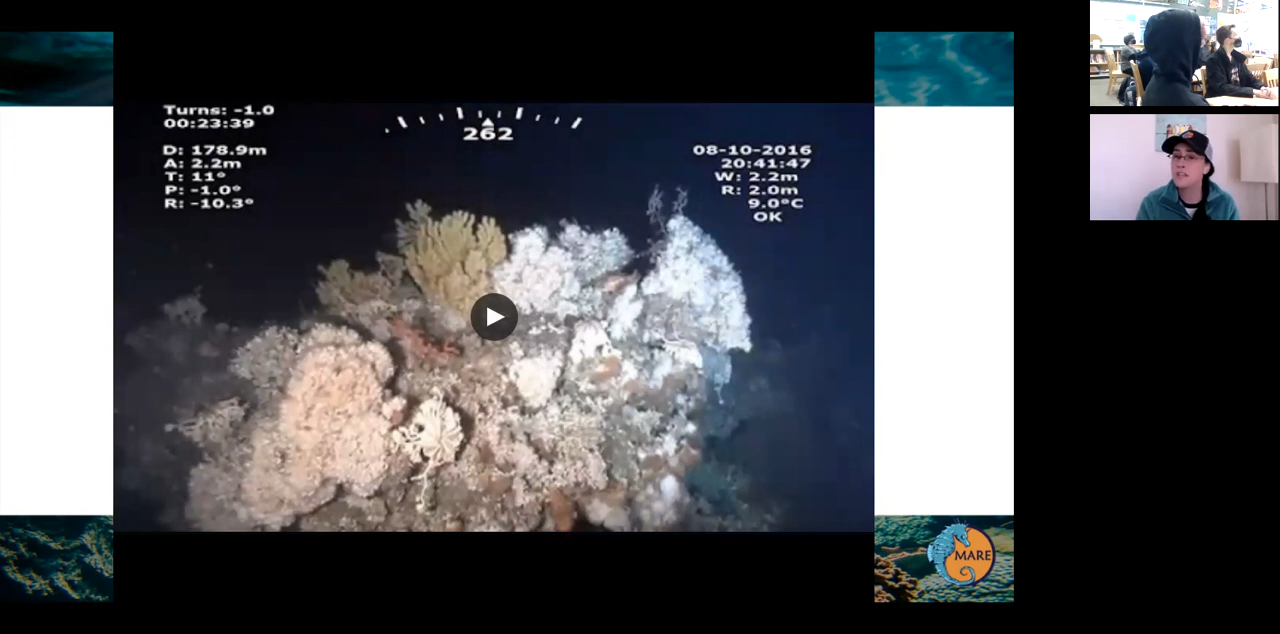 Turns: -1.0
00:23:39
D: 178.9m
A: 2.2m
T: 11°
P: -1.0°
R: -10.3°
262
08-10-2016
20:41:47
W: 2.2m
R: 2.0m
9.0°C
OK
MARE